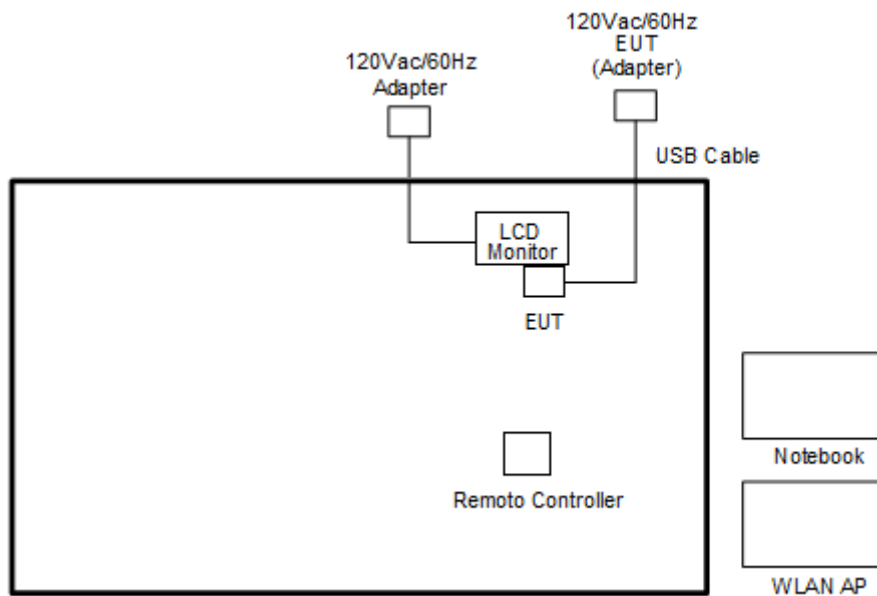 120Vac/60Hz
EUT
(Adapter)
120Vac/60Hz
Adapter
USB Cable
LCD
Monitor
EUT
Notebook
Remoto Controller
WLAN AP